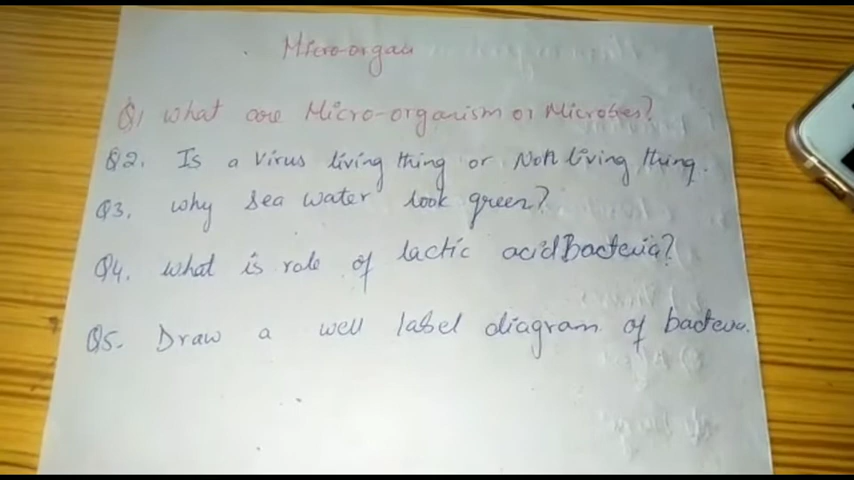 Micro-organ
Q1 What are Micro-organism or Microbes?
Q2. Is a virus living thing or Non living thing.
Q3. why Sea water look green?
Q4. what is role of lactic acid Bacteria?
Q5. Draw a well label diagram of bacteria.